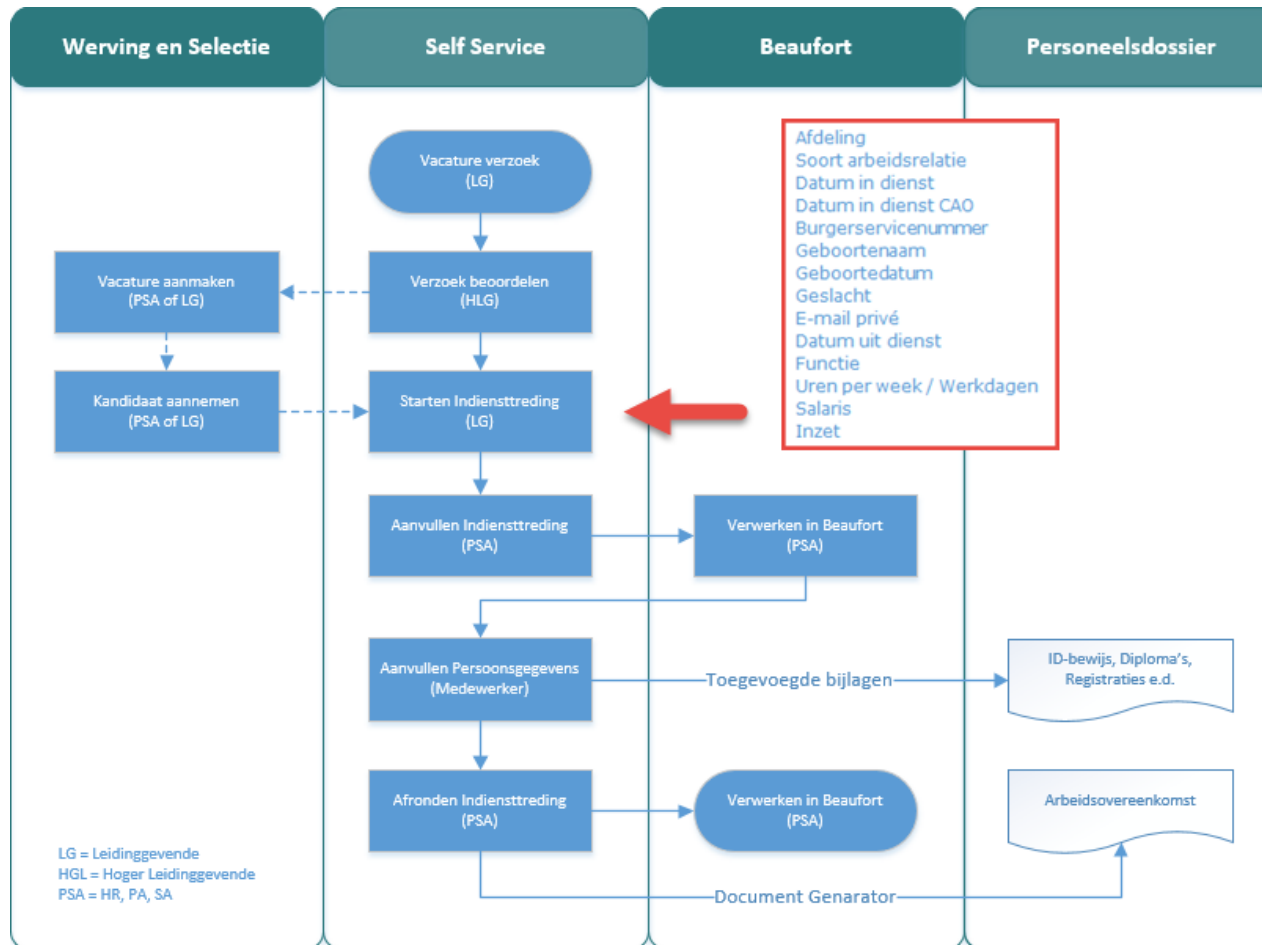 Werving en Selectie
Self Service
Beaufort
Personeelsdossier
Vacature verzoek
(LG)
Afdeling
Soort arbeidsrelatie
Datum in dienst
Datum in dienst CAO
Burgerservicenummer
Geboortenaam
Geboortedatum
Geslacht
E-mail privé
Datum uit dienst
Functie
Uren per week / Werkdagen
Salaris
Inzet
Vacature aanmaken
(PSA of LG)
Verzoek beoordelen
(HLG)
Kandidaat aannemen
(PSA of LG)
Starten Indiensttreding
(LG)
Aanvullen Indiensttreding
(PSA)
Verwerken in Beaufort
(PSA)
Aanvullen Persoonsgegevens
(Medewerker)
Toegevoegde bijlagen
ID-bewijs, Diploma's,
Registraties e.d.
Afronden Indiensttreding
(PSA)
Verwerken in Beaufort
(PSA)
Arbeidsovereenkomst
LG = Leidinggevende
HGL = Hoger Leidinggevende
PSA = HR, PA, SA
Document Genarator